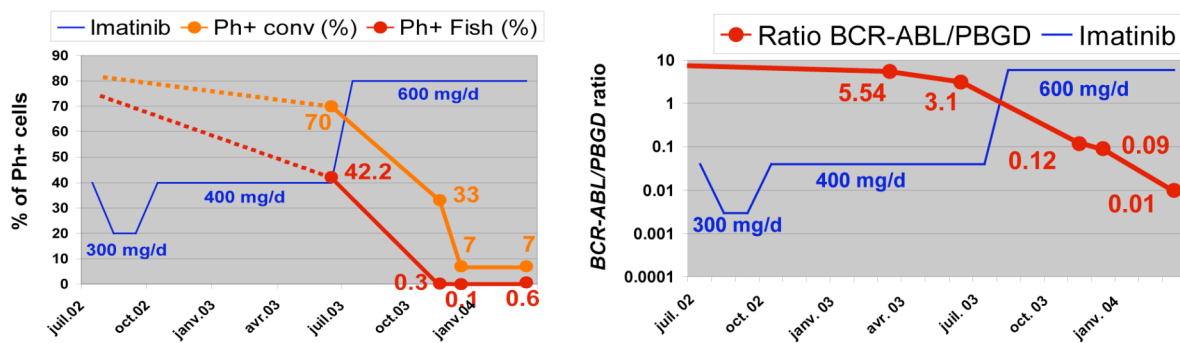 Imatinib Ph+ conv (%) Ph+ Fish (%)
% of Ph+ cells
90
80
70
60
50
40
30
20
10
0
600 mg/d
70
42.2
400 mg/d
33
300 mg/d
7 7
0.3 0.1 0.6
juil.02 oct.02 janv.03 avr.03 juil.03 oct.03 janv.04
Ratio BCR-ABL/PBGD Imatinib
BCR-ABL/PBGD ratio
10
1
0.1
0.01
0.001
0.0001
5.54 3.1
600 mg/d
0.12 0.09
400 mg/d
0.01
300 mg/d
juil. 02 oct. 02 janv. 03 avr. 03 juil. 03 oct. 03 janv. 04